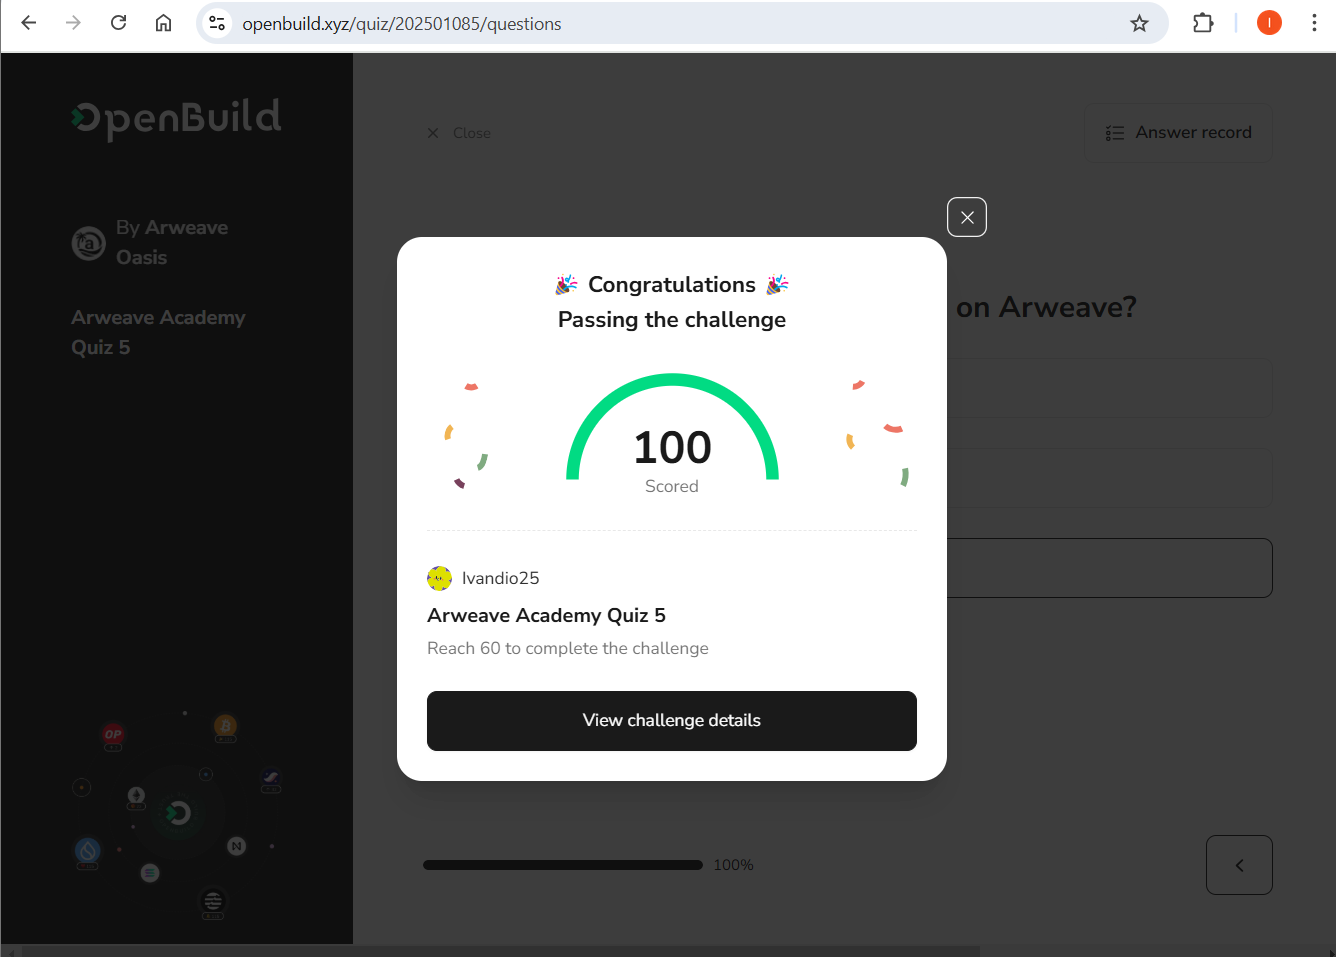 openbuild.xyz/quiz/202501085/questions
I
OpenBuild
Close
Answer record
By Arweave
Oasis
Arweave Academy
Quiz 5
on Arweave?
🎉 Congratulations 🎉
Passing the challenge
100
Scored
Ivandio25
Arweave Academy Quiz 5
Reach 60 to complete the challenge
View challenge details
OP
100%